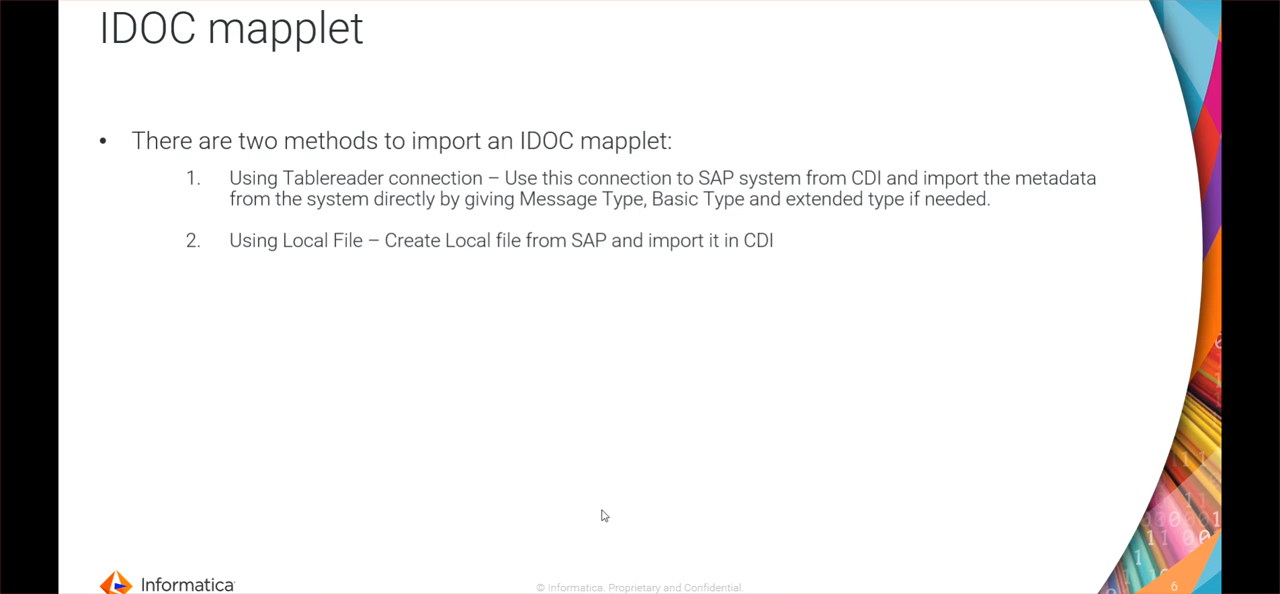 IDOC mapplet
• There are two methods to import an IDOC mapplet:
1. Using Tablereader connection – Use this connection to SAP system from CDI and import the metadata
from the system directly by giving Message Type, Basic Type and extended type if needed.
2. Using Local File – Create Local file from SAP and import it in CDI
Informatica
© Informatica. Proprietary and Confidential.
6